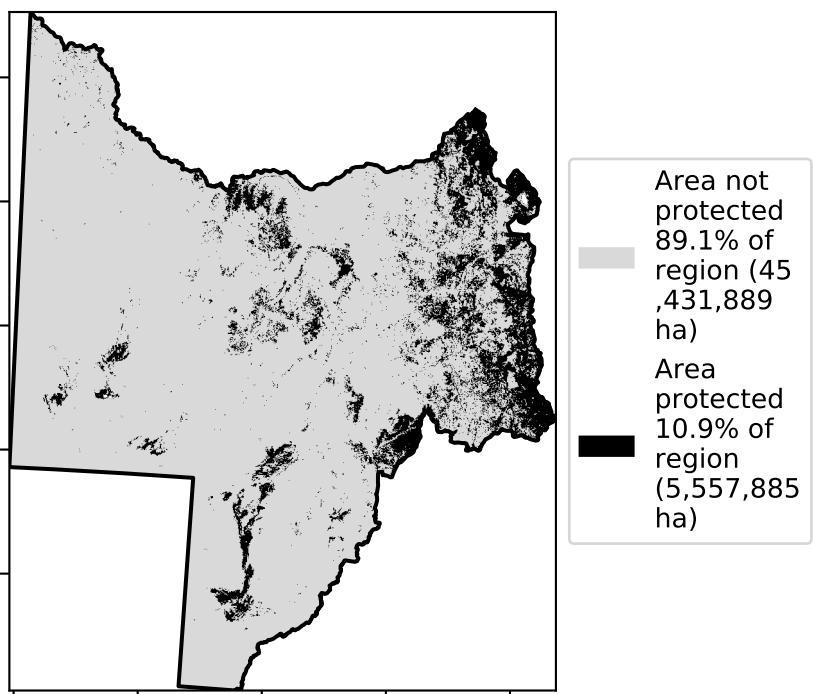 Area not
protected
89.1% of
region (45
,431,889
ha)
Area
protected
10.9% of
region
(5,557,885
ha)